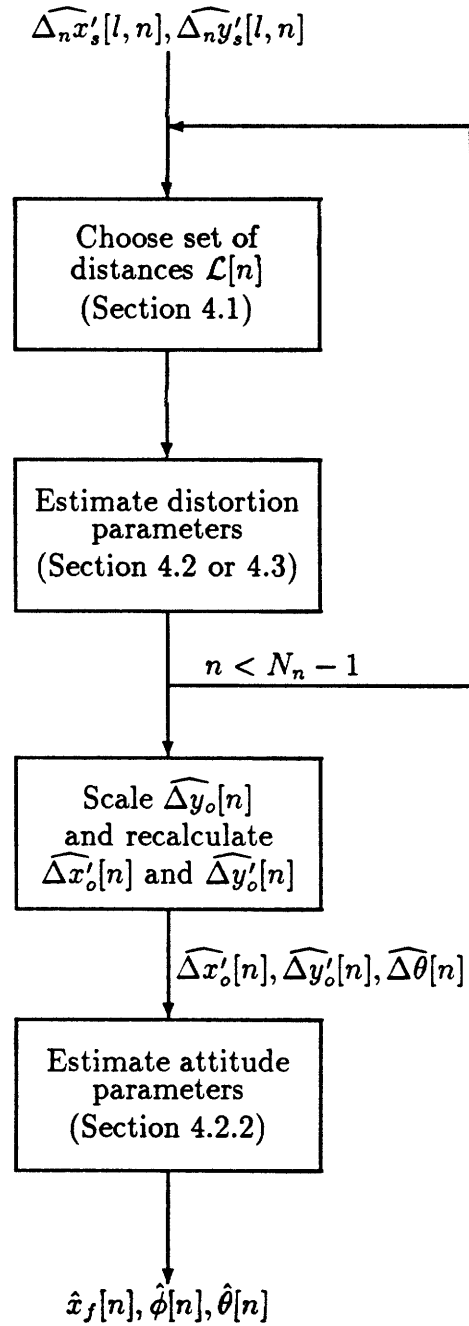 $\widehat{\Delta_n x'_s}[l,n], \widehat{\Delta_n y'_s}[l,n]$
Choose set of
distances $\mathcal{L}[n]$
(Section 4.1)
Estimate distortion
parameters
(Section 4.2 or 4.3)
$n < N_n - 1$
Scale $\widehat{\Delta y_o}[n]$
and recalculate
$\widehat{\Delta x'_o}[n]$ and $\widehat{\Delta y'_o}[n]$
$\widehat{\Delta x'_o}[n], \widehat{\Delta y'_o}[n], \widehat{\Delta \theta}[n]$
Estimate attitude
parameters
(Section 4.2.2)
$\hat{x}_f[n], \hat{\phi}[n], \hat{\theta}[n]$